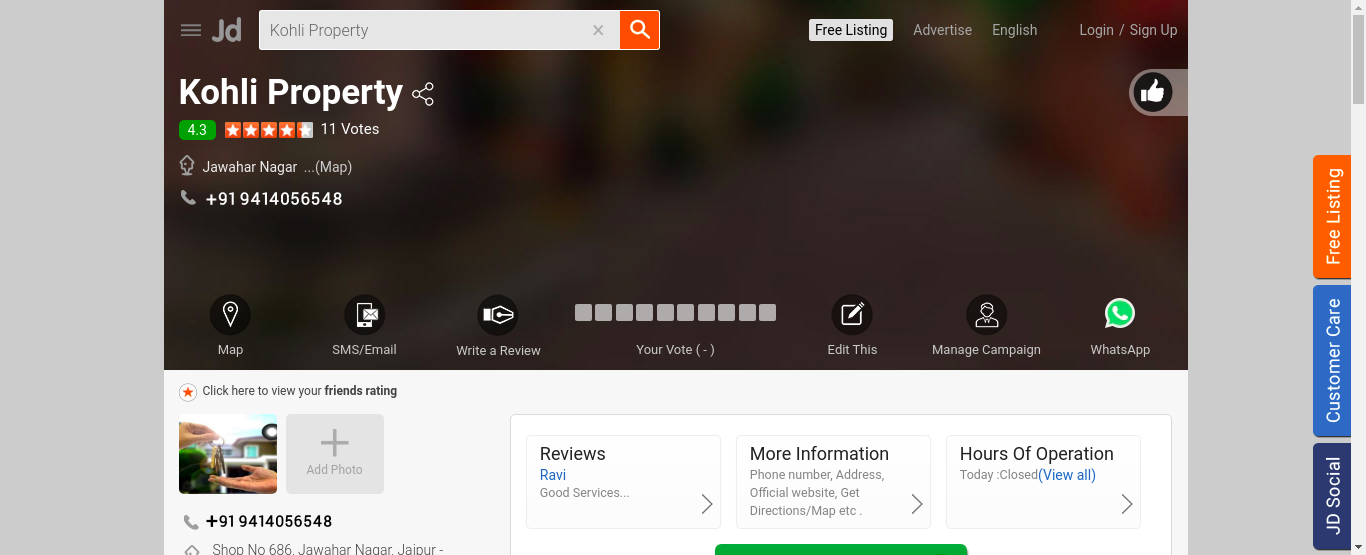 Jd
Kohli Property
Free Listing
Advertise
English
Login / Sign Up
Kohli Property
4.3
11 Votes
Jawahar Nagar ...(Map)
+91 9414056548
Map
SMS/Email
Write a Review
Your Vote ( - )
Edit This
Manage Campaign
WhatsApp
Click here to view your friends rating
Add Photo
+91 9414056548
Shop No 686, Jawahar Nagar, Jaipur -
Reviews
Ravi
Good Services...
More Information
Phone number, Address,
Official website, Get
Directions/Map etc .
Hours Of Operation
Today :Closed(View all)
Free Listing
Customer Care
JD Social